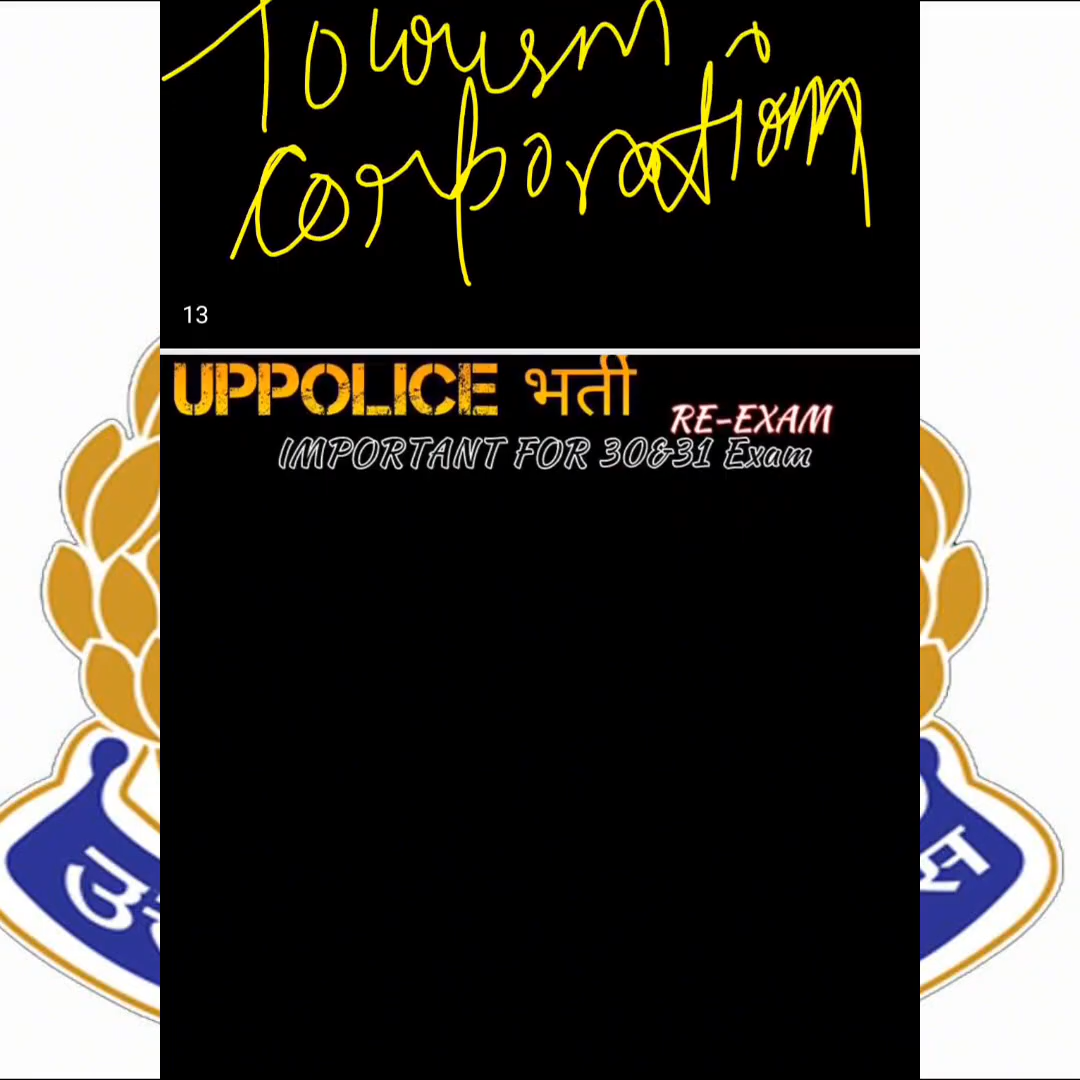 Tourism
corporation
13
UPPOLICE भर्ती
RE-EXAM
IMPORTANT FOR 30&31 Exam